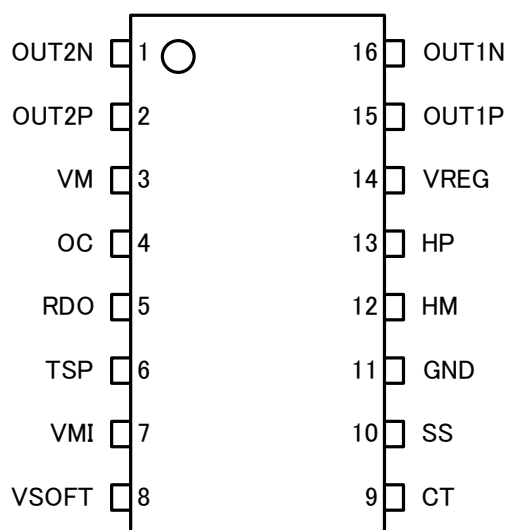 OUT2N 1 16 OUT1N
OUT2P 2 15 OUT1P
VM 3 14 VREG
OC 4 13 HP
RDO 5 12 HM
TSP 6 11 GND
VMI 7 10 SS
VSOFT 8 9 CT